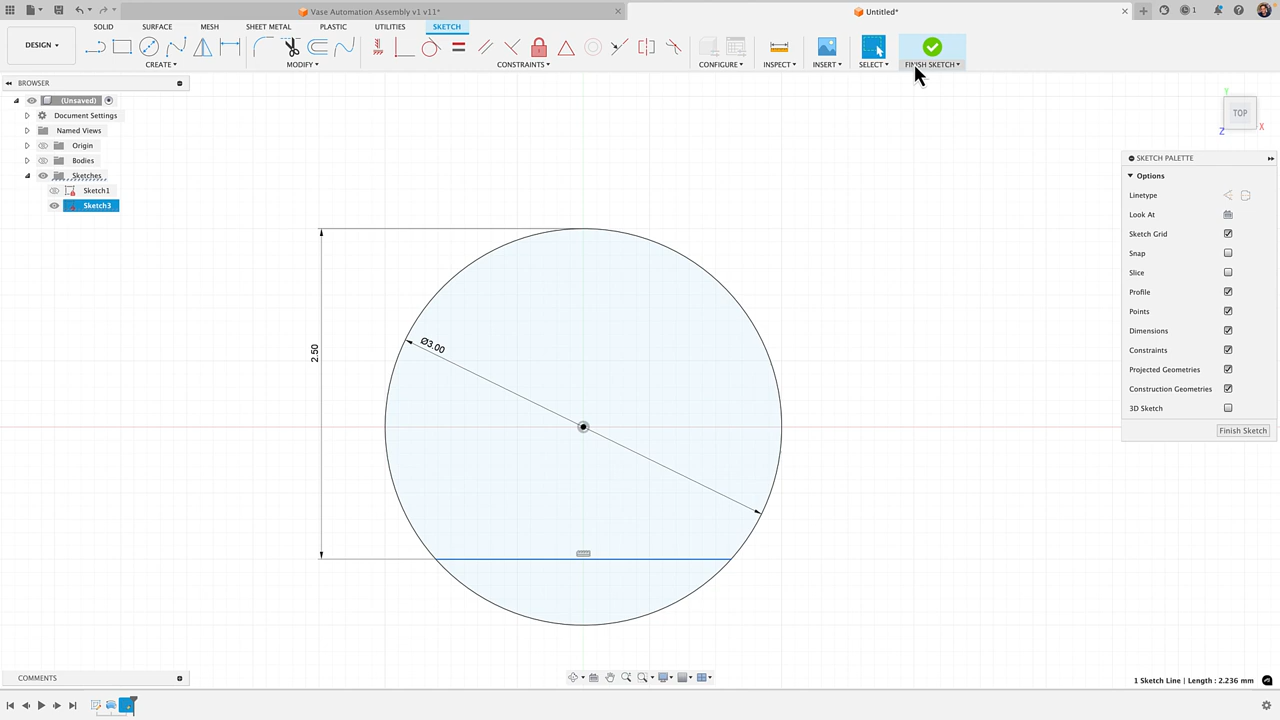 Vase Automation Assembly v1 v11*
Untitled*
1
SOLID SURFACE MESH SHEET METAL PLASTIC UTILITIES SKETCH
DESIGN
CREATE MODIFY CONSTRAINTS CONFIGURE INSPECT INSERT SELECT FINISH SKETCH
BROWSER
(Unsaved)
Document Settings
Named Views
Origin
Bodies
Sketches
Sketch1
Sketch3
Y
TOP
X
Z
SKETCH PALETTE
Options
Linetype
Look At
Sketch Grid
Snap
Slice
Profile
Points
Dimensions
Constraints
Projected Geometries
Construction Geometries
3D Sketch
Finish Sketch
2.50
Ø3.00
COMMENTS
1 Sketch Line | Length : 2.236 mm